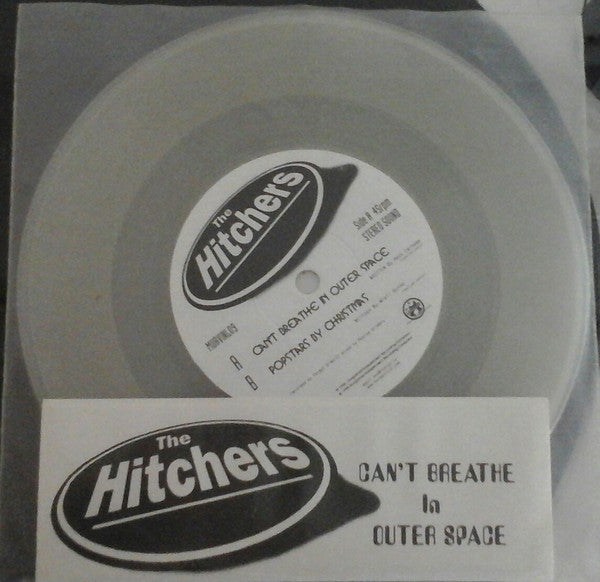 The
Hitchers
Side A 45rpm
STEREO SOUND
A CAN'T BREATHE IN OUTER SPACE
B POPSTARS BY CHRISTMAS
The
Hitchers
CAN'T BREATHE
In
OUTER SPACE